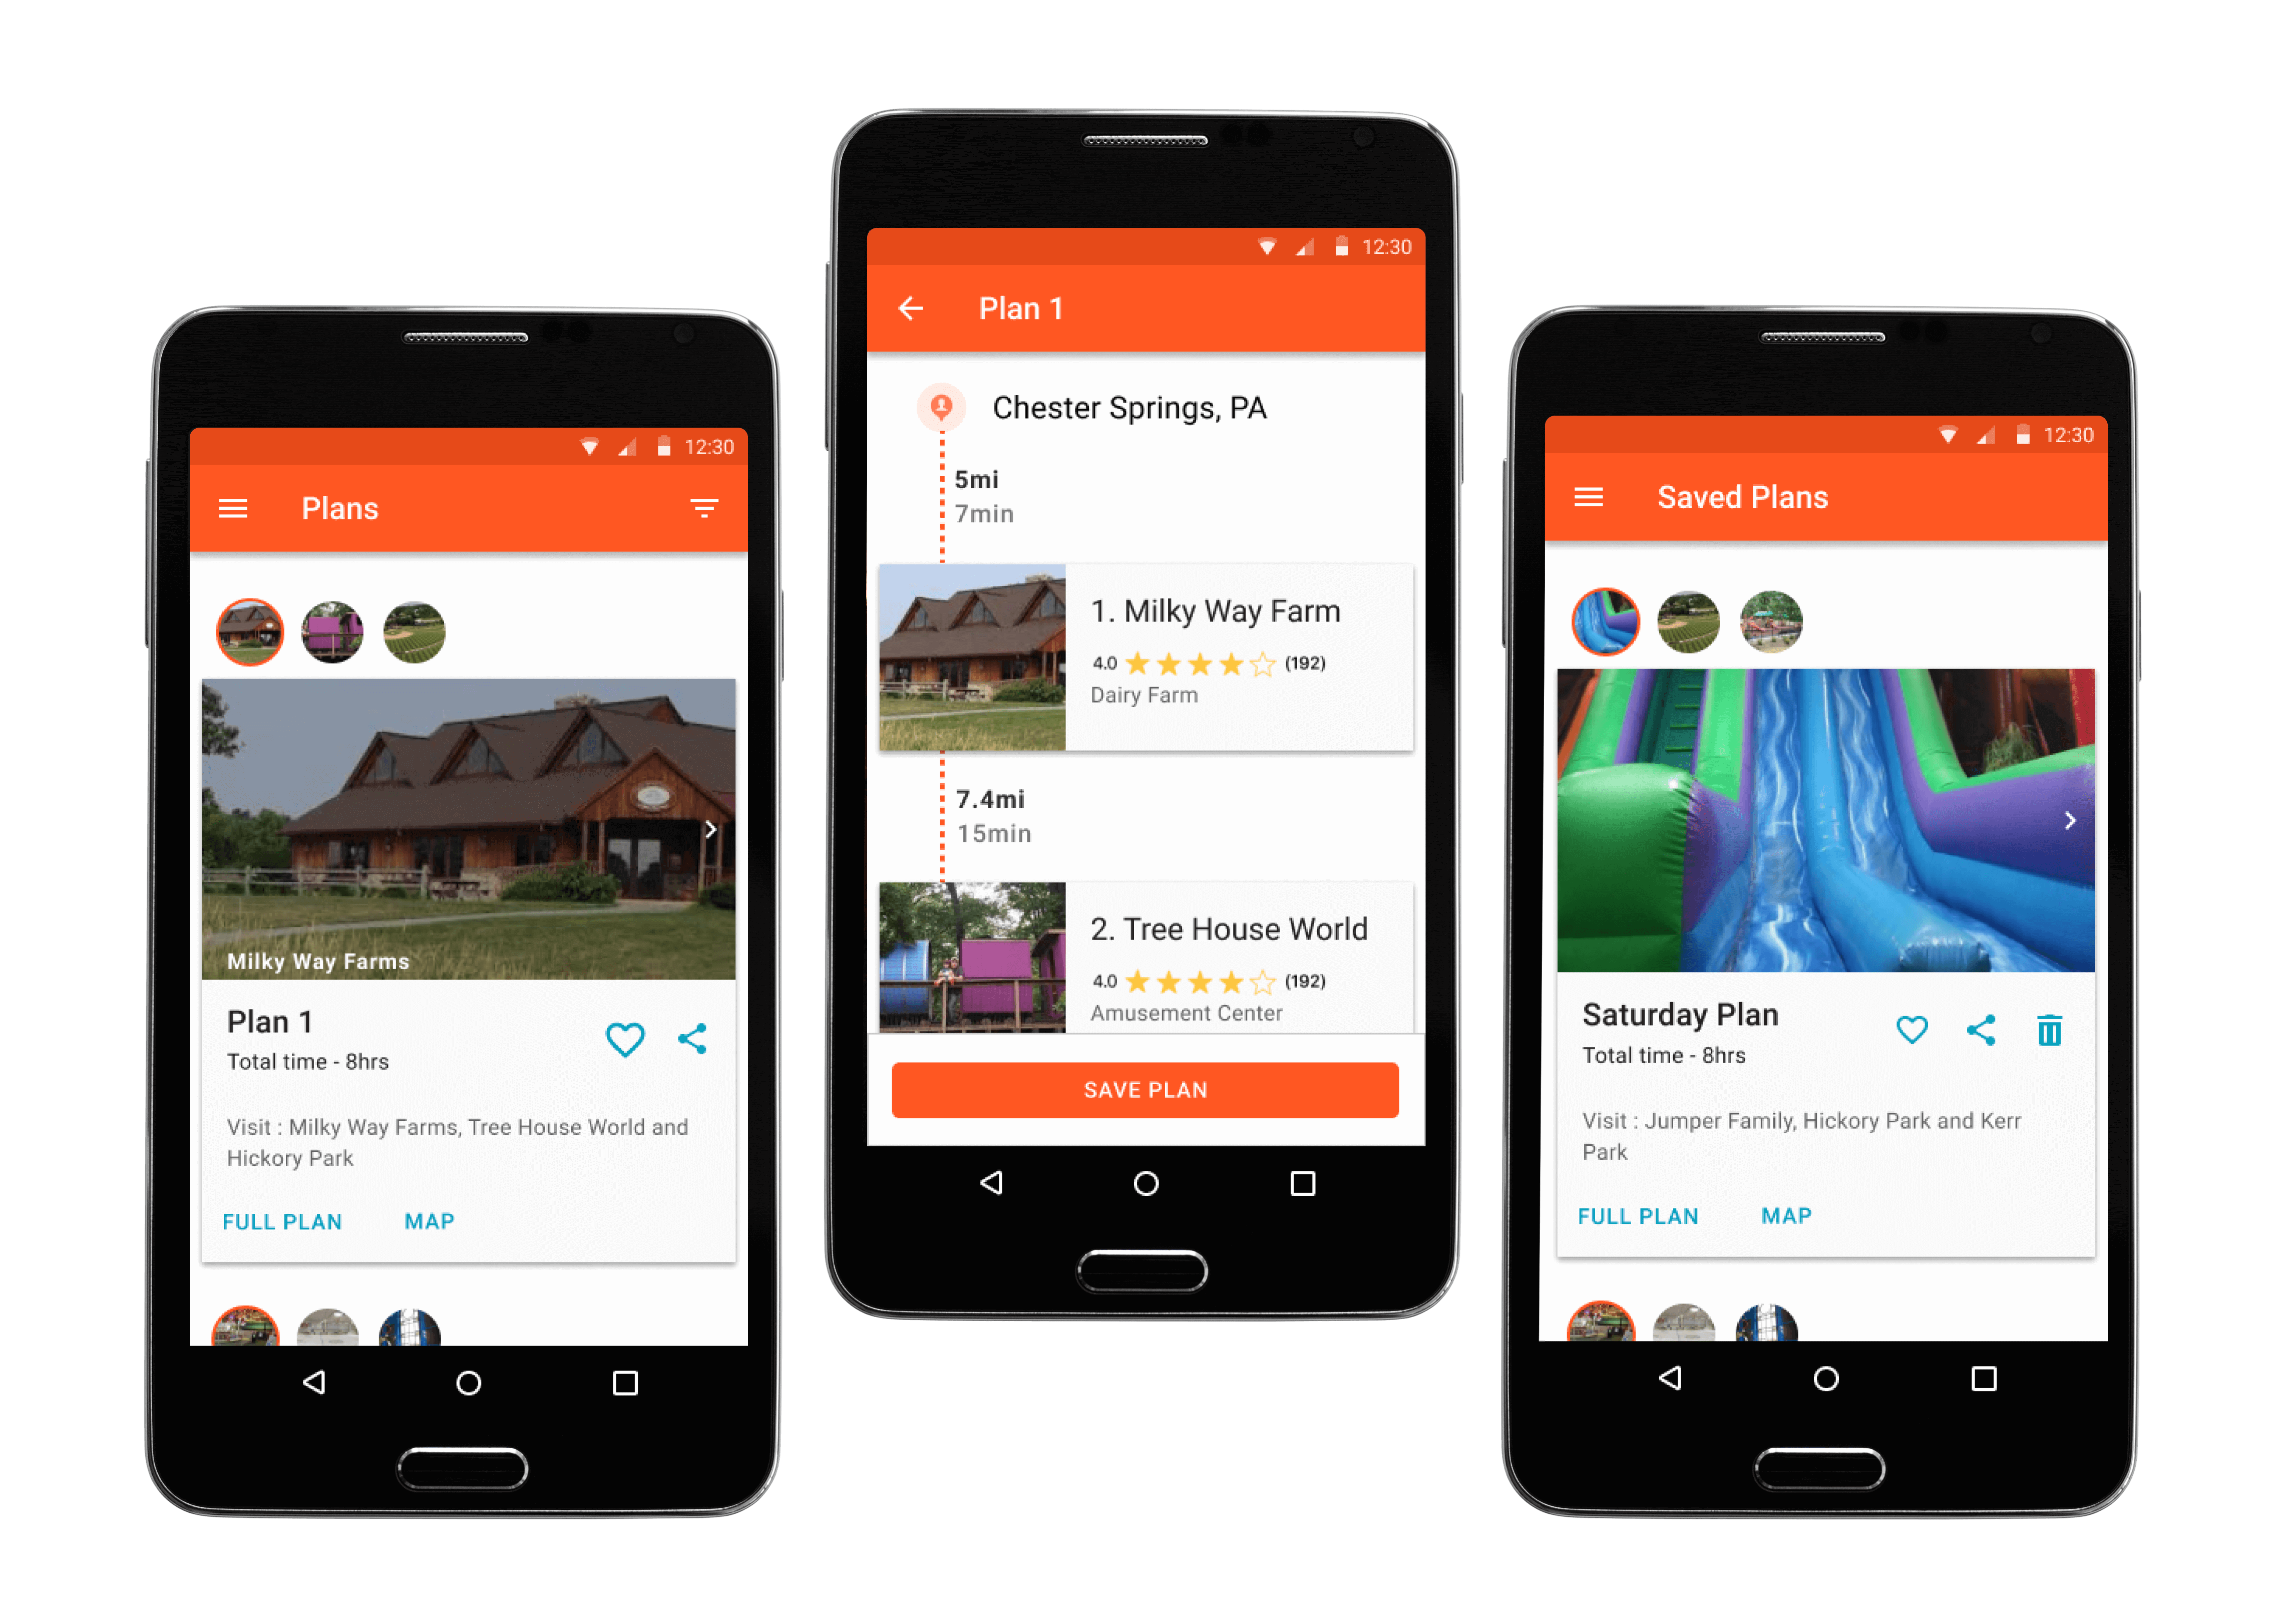 12:30
Plans
Milky Way Farms
Plan 1
Total time - 8hrs
Visit : Milky Way Farms, Tree House World and
Hickory Park
FULL PLAN MAP
12:30
Plan 1
Chester Springs, PA
5mi
7min
1. Milky Way Farm
4.0 (192)
Dairy Farm
7.4mi
15min
2. Tree House World
4.0 (192)
Amusement Center
SAVE PLAN
12:30
Saved Plans
Saturday Plan
Total time - 8hrs
Visit : Jumper Family, Hickory Park and Kerr
Park
FULL PLAN MAP